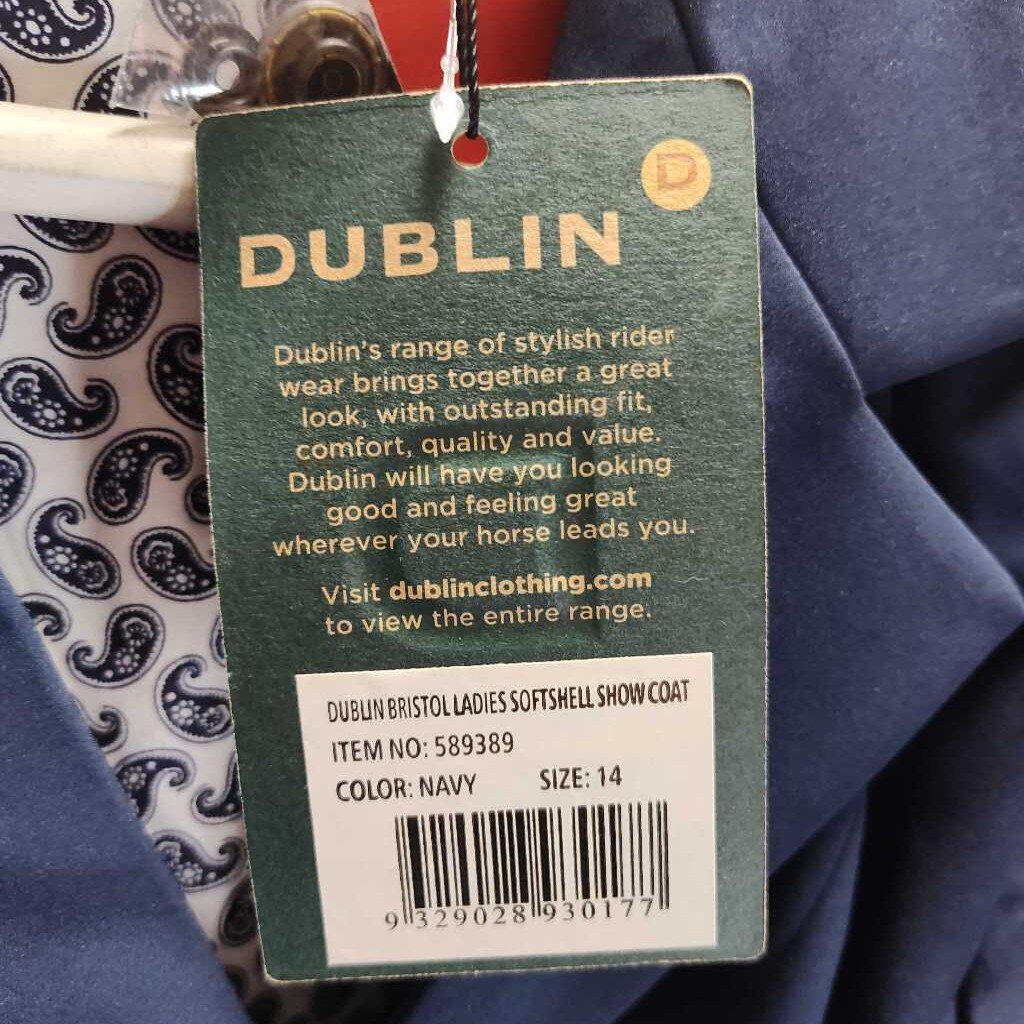 D
DUBLIN
Dublin's range of stylish rider
wear brings together a great
look, with outstanding fit,
comfort, quality and value.
Dublin will have you looking
good and feeling great
wherever your horse leads you.
Visit dublinclothing.com
to view the entire range.
DUBLIN BRISTOL LADIES SOFTSHELL SHOW COAT
ITEM NO: 589389
COLOR: NAVY SIZE: 14
9 329028 930177